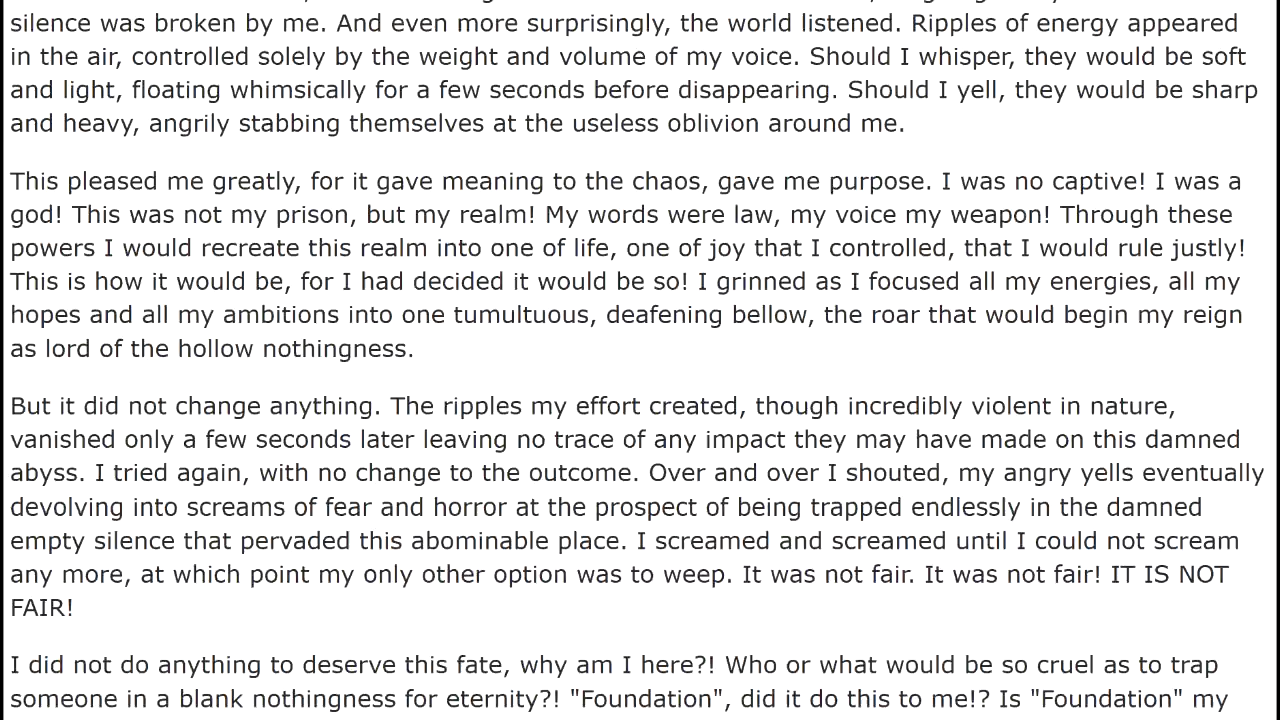 silence was broken by me. And even more surprisingly, the world listened. Ripples of energy appeared
in the air, controlled solely by the weight and volume of my voice. Should I whisper, they would be soft
and light, floating whimsically for a few seconds before disappearing. Should I yell, they would be sharp
and heavy, angrily stabbing themselves at the useless oblivion around me.
This pleased me greatly, for it gave meaning to the chaos, gave me purpose. I was no captive! I was a
god! This was not my prison, but my realm! My words were law, my voice my weapon! Through these
powers I would recreate this realm into one of life, one of joy that I controlled, that I would rule justly!
This is how it would be, for I had decided it would be so! I grinned as I focused all my energies, all my
hopes and all my ambitions into one tumultuous, deafening bellow, the roar that would begin my reign
as lord of the hollow nothingness.
But it did not change anything. The ripples my effort created, though incredibly violent in nature,
vanished only a few seconds later leaving no trace of any impact they may have made on this damned
abyss. I tried again, with no change to the outcome. Over and over I shouted, my angry yells eventually
devolving into screams of fear and horror at the prospect of being trapped endlessly in the damned
empty silence that pervaded this abominable place. I screamed and screamed until I could not scream
any more, at which point my only other option was to weep. It was not fair. It was not fair! IT IS NOT
FAIR!
I did not do anything to deserve this fate, why am I here?! Who or what would be so cruel as to trap
someone in a blank nothingness for eternity?! "Foundation", did it do this to me!? Is "Foundation" my